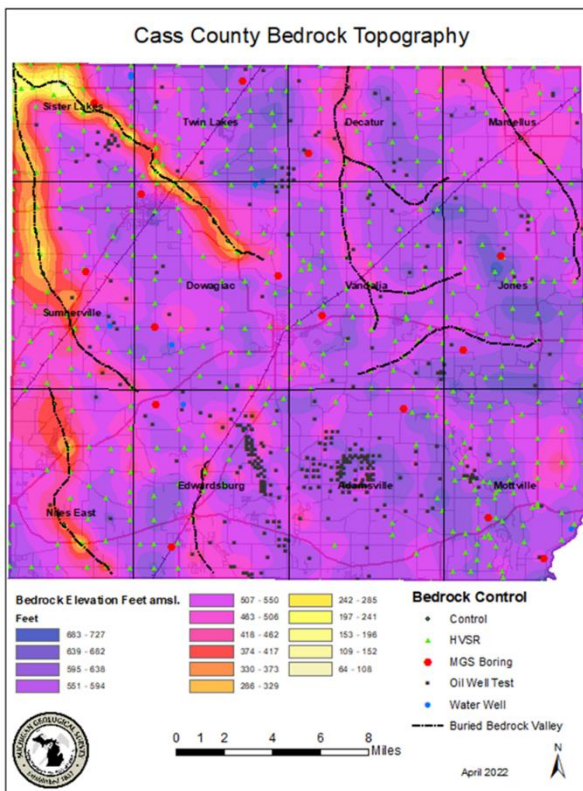 Cass County Bedrock Topography
Sister Lakes
Twin Lakes
Decatur
Marcellus
Dowagiac
Vandalia
Jones
Sumnerville
Niles East
Edwardsburg
Adamsville
Mottville
Bedrock Elevation Feet amsl.
Feet
683 - 727
639 - 682
595 - 638
551 - 594
507 - 550
463 - 506
418 - 462
374 - 417
330 - 373
286 - 329
242 - 285
197 - 241
153 - 196
109 - 152
64 - 108
Bedrock Control
Control
HVSR
MGS Boring
Oil Well Test
Water Well
Buried Bedrock Valley
MICHIGAN GEOLOGICAL SURVEY
0 1 2 4 6 8
Miles
N
April 2022